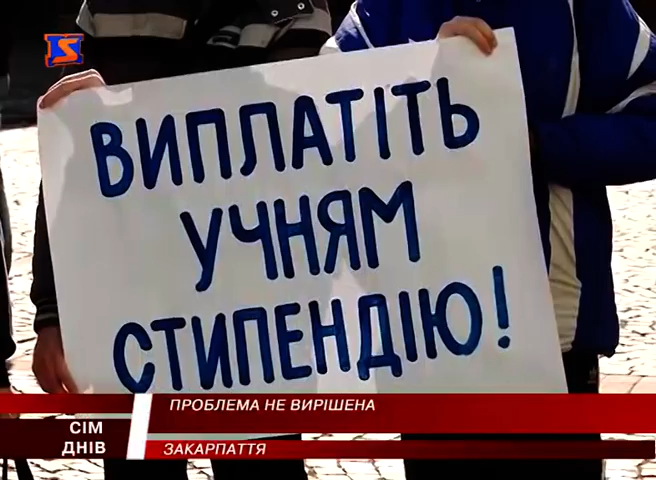 ВИПЛАТІТЬ
УЧНЯМ
СТИПЕНДІЮ!
ПРОБЛЕМА НЕ ВИРІШЕНА
СІМ
ДНІВ
ЗАКАРПАТТЯ